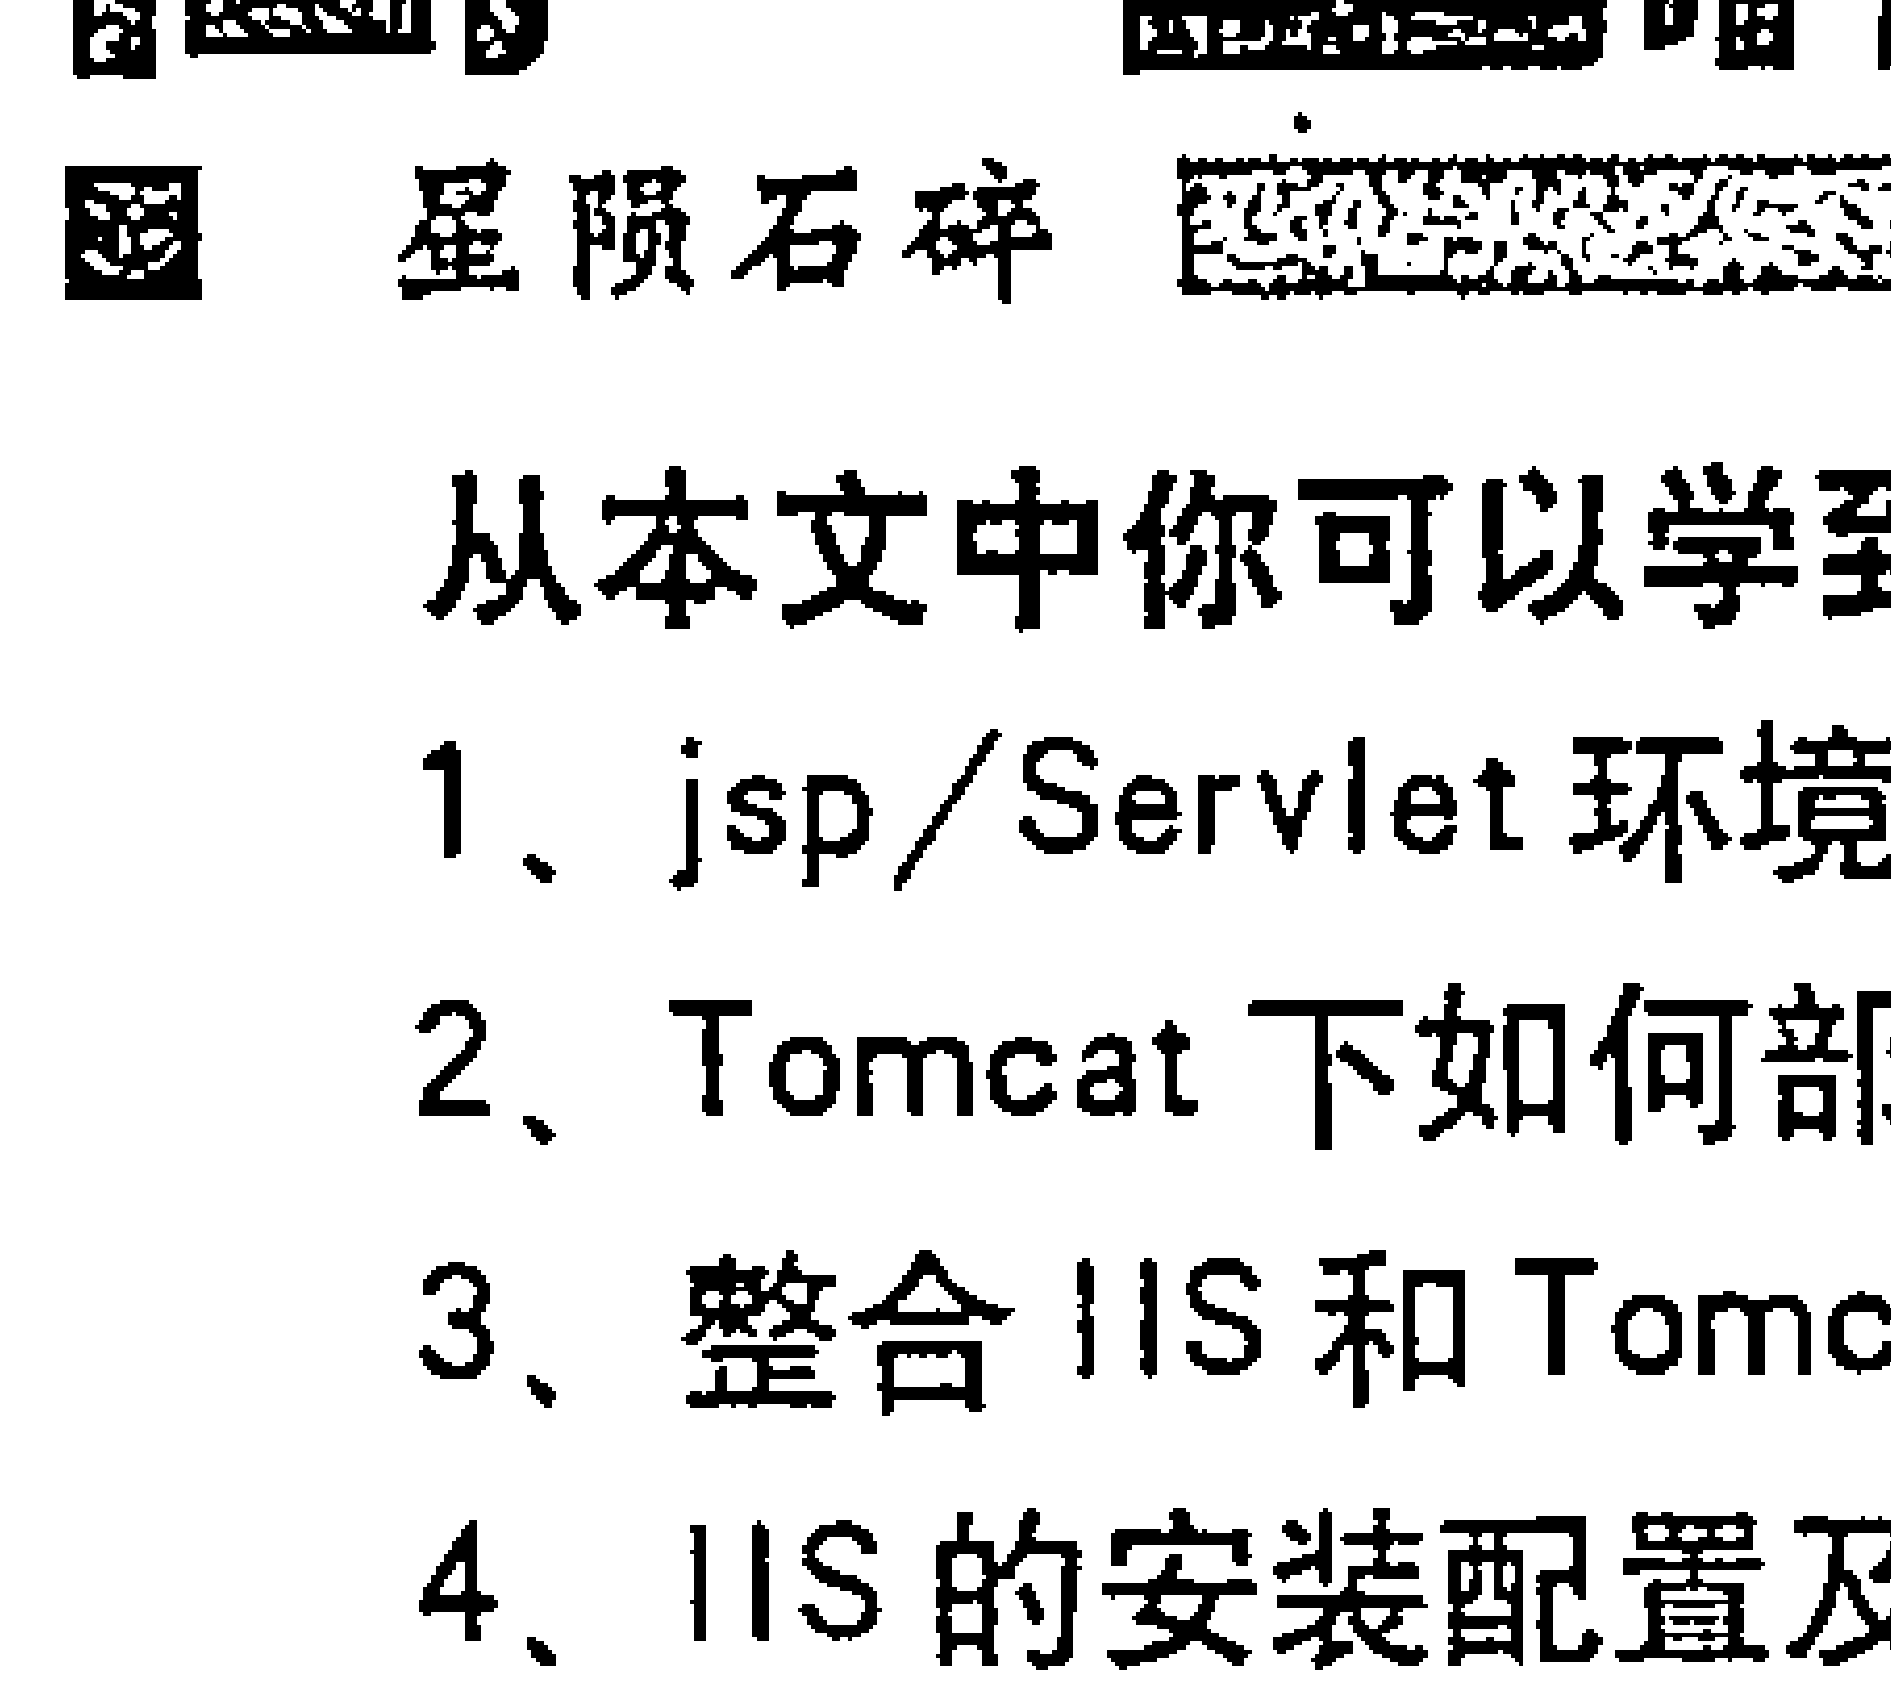 星陨石碎
从本文中你可以学到
1、 jsp/Servlet 环境
2、 Tomcat 下如何部
3、 整合 IIS 和 Tomc
4、 IIS 的安装配置及